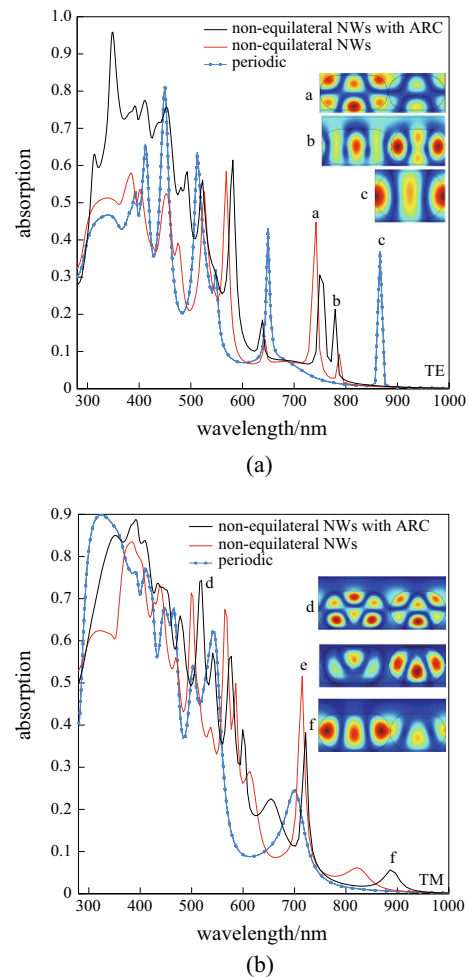 (a)
1.0
0.9
0.8
0.7
0.6
0.5
0.4
0.3
0.2
0.1
0
absorption
non-equilateral NWs with ARC
non-equilateral NWs
periodic
a
b
c
a
b
c
TE
300 400 500 600 700 800 900 1000
wavelength/nm
(a)
0.9
0.8
0.7
0.6
0.5
0.4
0.3
0.2
0.1
0
absorption
non-equilateral NWs with ARC
non-equilateral NWs
periodic
d
d
e
f
f
TM
300 400 500 600 700 800 900 1000
wavelength/nm
(b)